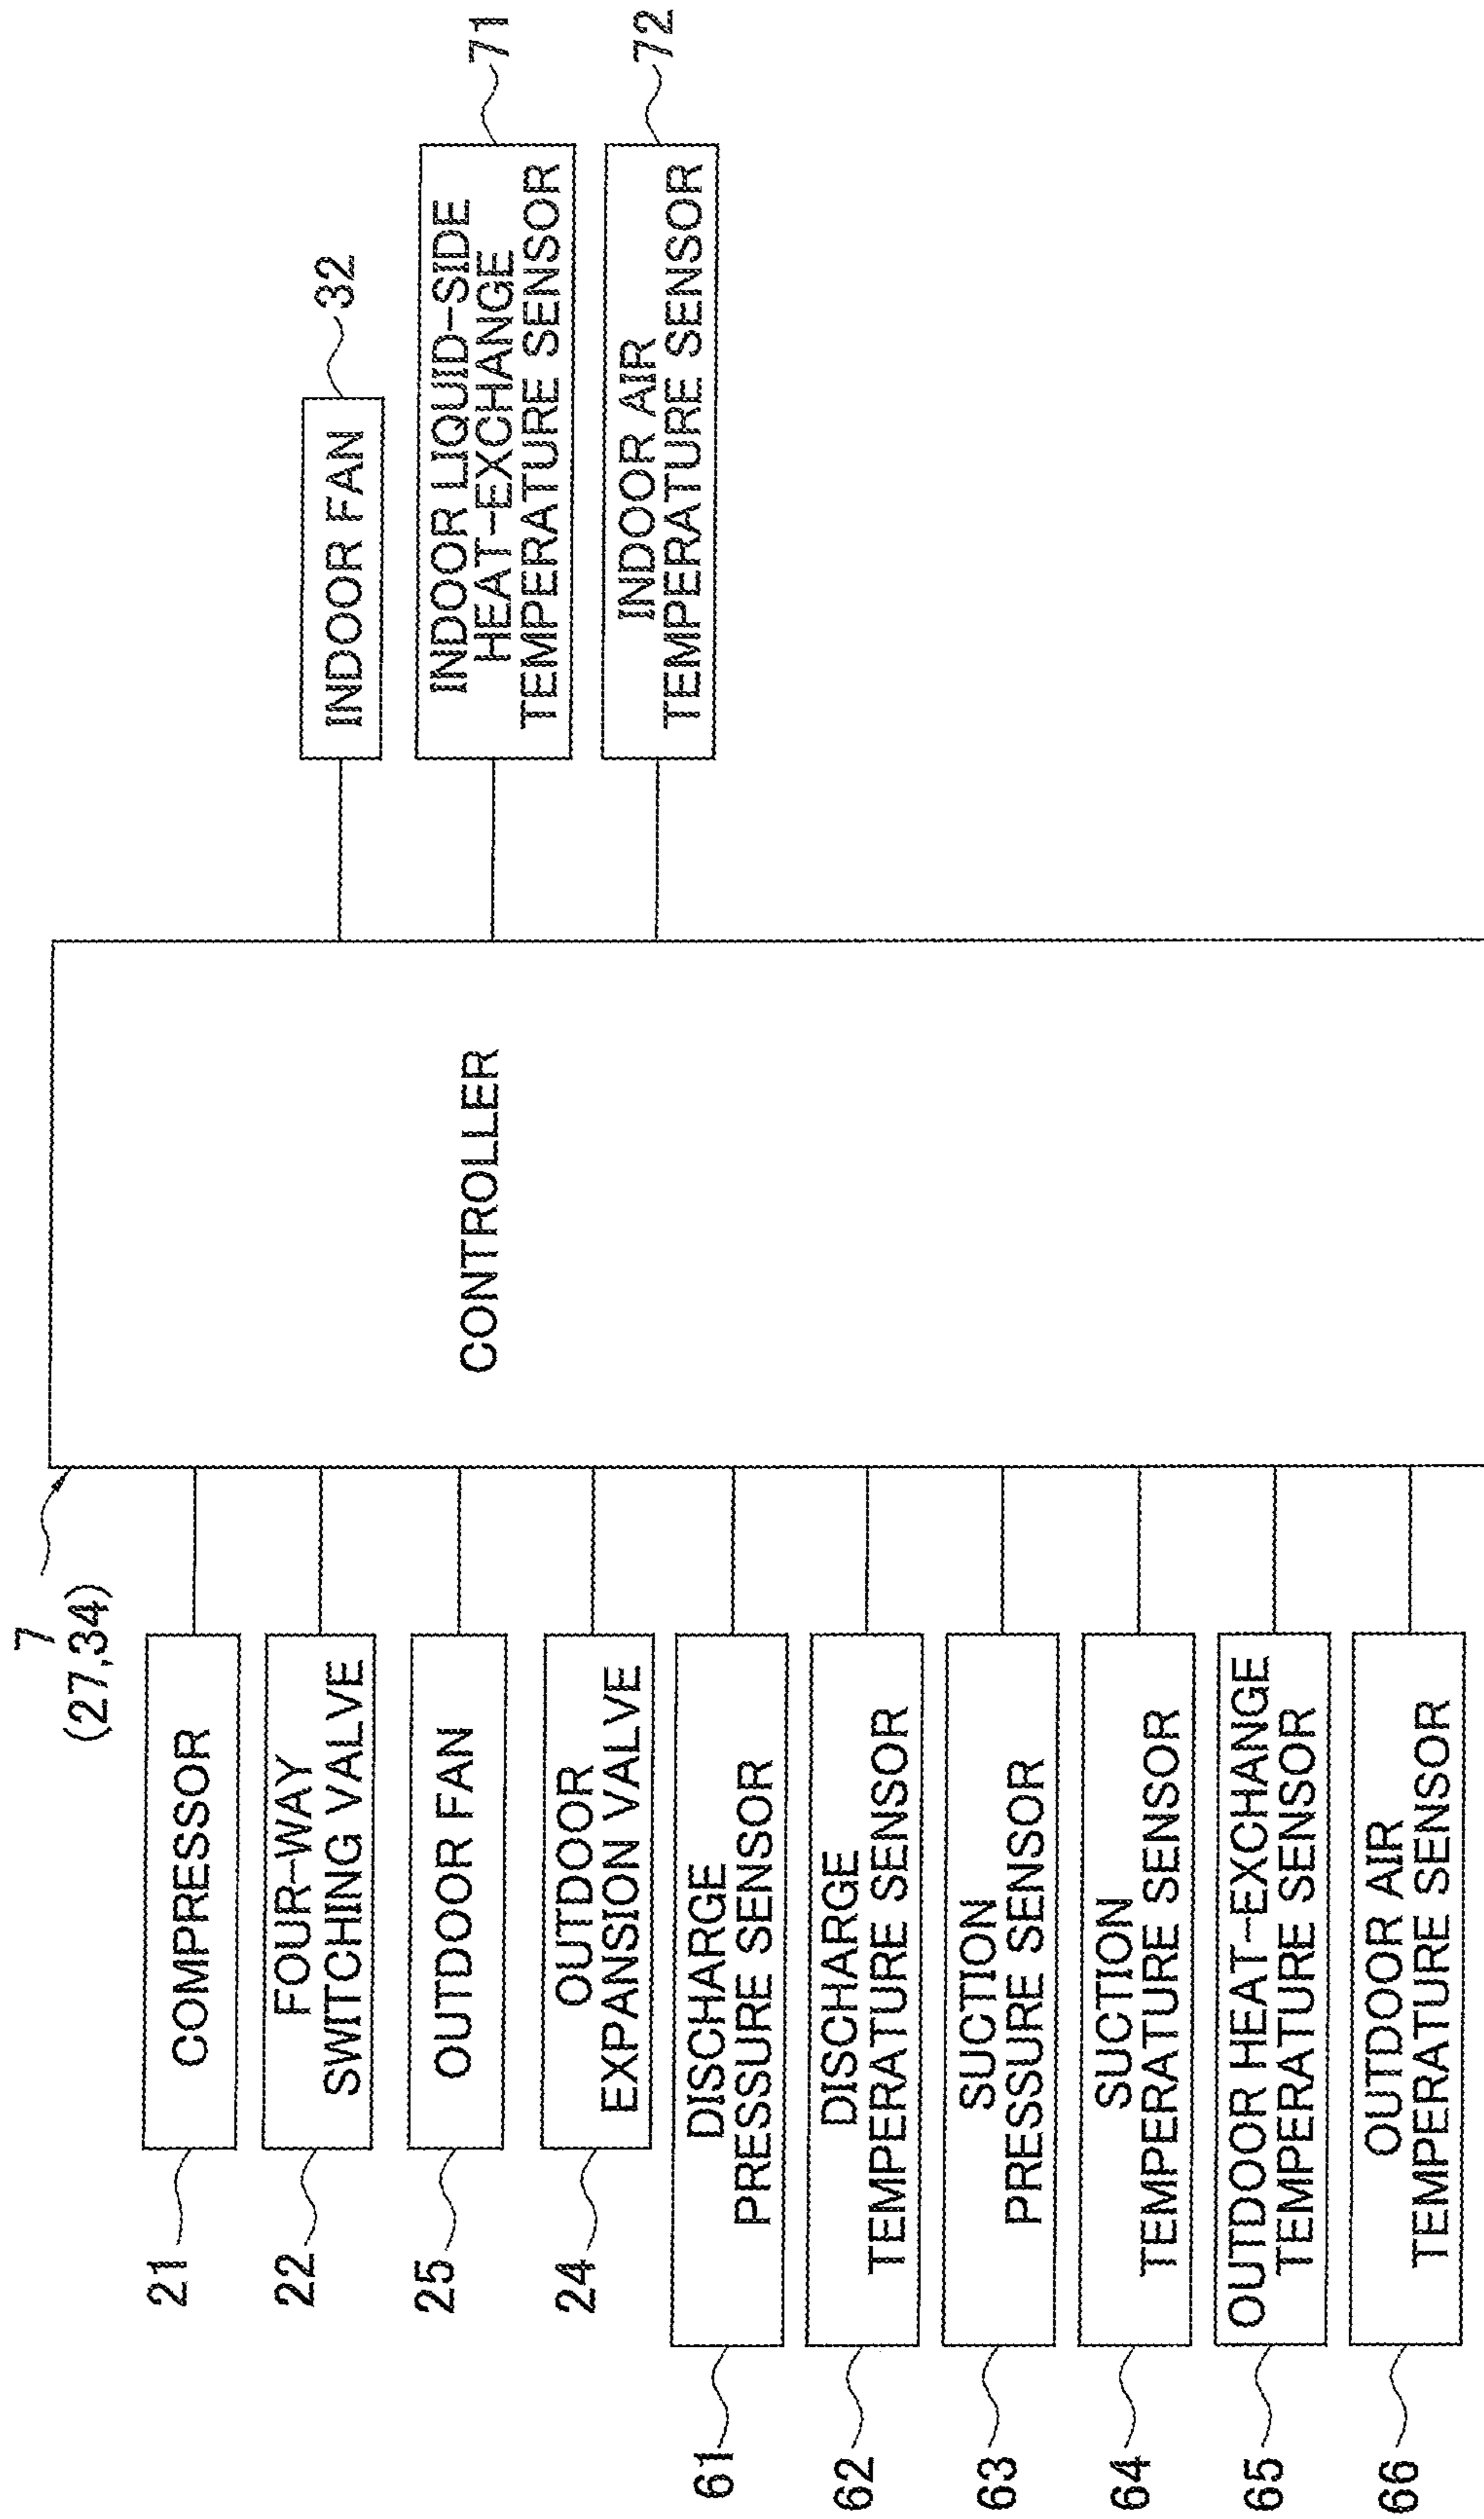 7
(27,34)
CONTROLLER
21
COMPRESSOR
22
FOUR-WAY
SWITCHING VALVE
25
OUTDOOR FAN
24
OUTDOOR
EXPANSION VALVE
61
DISCHARGE
PRESSURE SENSOR
62
DISCHARGE
TEMPERATURE SENSOR
63
SUCTION
PRESSURE SENSOR
64
SUCTION
TEMPERATURE SENSOR
65
OUTDOOR HEAT-EXCHANGE
TEMPERATURE SENSOR
66
OUTDOOR AIR
TEMPERATURE SENSOR
INDOOR FAN
32
INDOOR LIQUID-SIDE
HEAT-EXCHANGE
TEMPERATURE SENSOR
71
INDOOR AIR
TEMPERATURE SENSOR
72